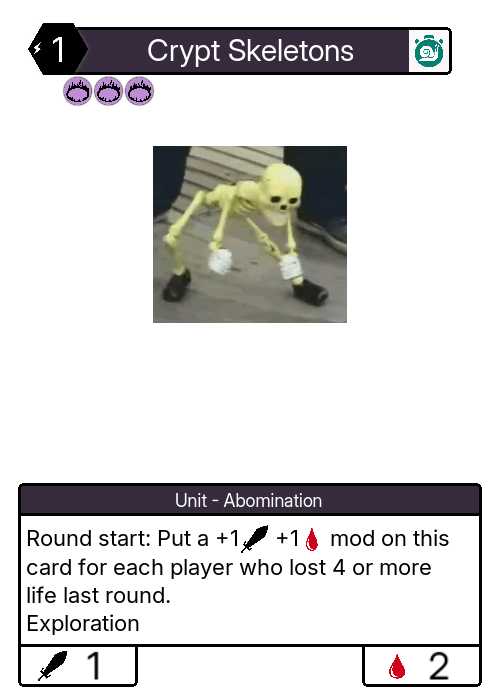 1 Crypt Skeletons
Unit - Abomination
Round start: Put a +1 +1 mod on this
card for each player who lost 4 or more
life last round.
Exploration
1 2